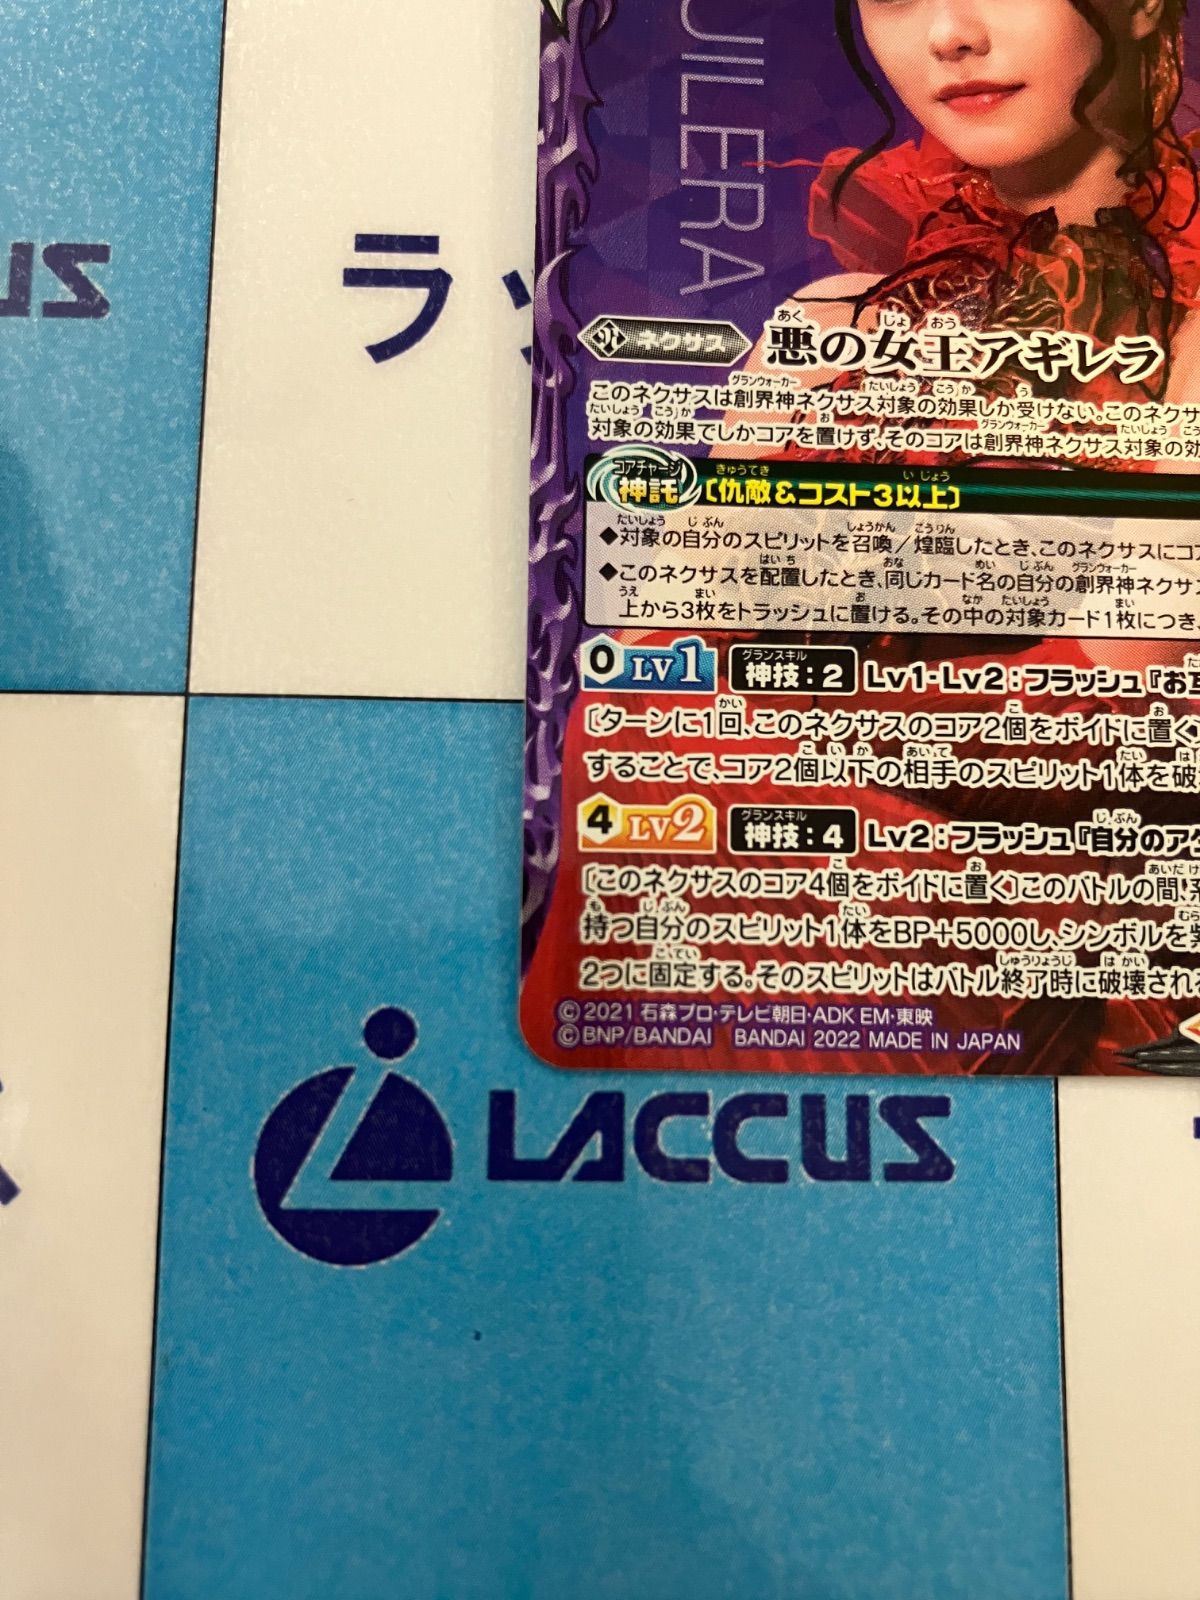 UILERA
ラッ
ネクサス
悪の女王アギレラ
あく じょ おう
グランウォーカー たいしょう こうか う
このネクサスは創界神ネクサス対象の効果しか受けない。このネクサ
たいしょう こうか お グランウォーカー たいしょう
対象の効果でしかコアを置けず、そのコアは創界神ネクサス対象の効
コアチャージ きゅうてき いじょう
神託 〔仇敵&コスト3以上〕
たいしょう じぶん しょうかん こうりん
◆対象の自分のスピリットを召喚/煌臨したとき、このネクサスにコ
はいち おな めい じぶん グランウォーカー
◆このネクサスを配置したとき、同じカード名の自分の創界神ネクサ
うえ まい お なか たいしょう まい
上から3枚をトラッシュに置ける。その中の対象カード1枚につき、
グランスキル
0 LV1 神技:2 Lv1・Lv2:フラッシュ『お互
かい こ お
〔ターンに1回、このネクサスのコア2個をボイドに置く〕
こいか あいて たい
することで、コア2個以下の相手のスピリット1体を破
グランスキル じぶん
4 LV2 神技:4 Lv2:フラッシュ『自分のア
こ お あいだ
〔このネクサスのコア4個をボイドに置く〕このバトルの間、系
も じぶん たい
持つ自分のスピリット1体をBP+5000し、シンボルを紫
こてい しゅうりょうじ はかい
2つに固定する。そのスピリットはバトル終了時に破壊される
© 2021 石森プロ・テレビ朝日・ADK EM・東映
© BNP/BANDAI BANDAI 2022 MADE IN JAPAN
LACCUS